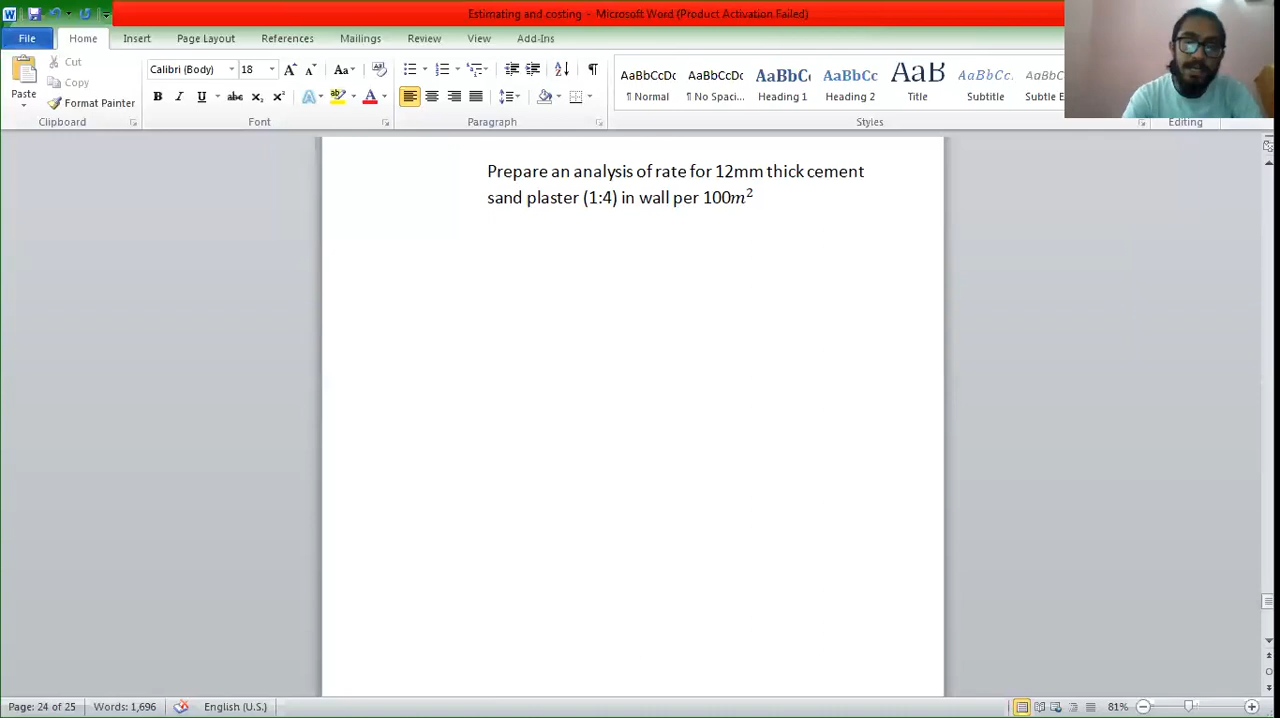 Estimating and costing - Microsoft Word (Product Activation Failed)
File Home Insert Page Layout References Mailings Review View Add-Ins
Cut
Copy
Paste
Format Painter
Calibri (Body) 18
AaBbCcDc AaBbCcDc AaBbC AaBbCc AaB AaBbCc. AaBbCc
¶ Normal ¶ No Spaci... Heading 1 Heading 2 Title Subtitle Subtle E
Clipboard Font Paragraph Styles Editing
Prepare an analysis of rate for 12mm thick cement
sand plaster (1:4) in wall per 100m²
Page: 24 of 25 Words: 1,696 English (U.S.) 81%